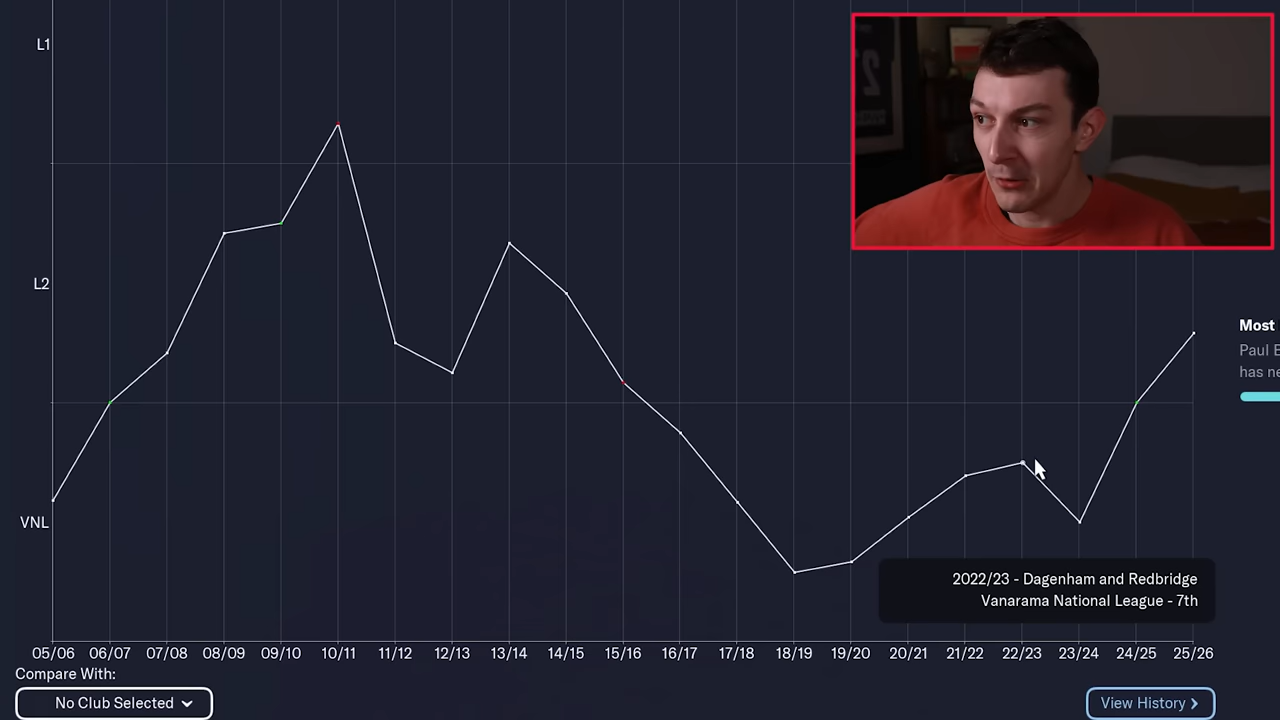 L1
L2
VNL
Most
Paul
has
2022/23 - Dagenham and Redbridge
Vanarama National League - 7th
05/06 06/07 07/08 08/09 09/10 10/11 11/12 12/13 13/14 14/15 15/16 16/17 17/18 18/19 19/20 20/21 21/22 22/23 23/24 24/25 25/26
Compare With:
No Club Selected
View History